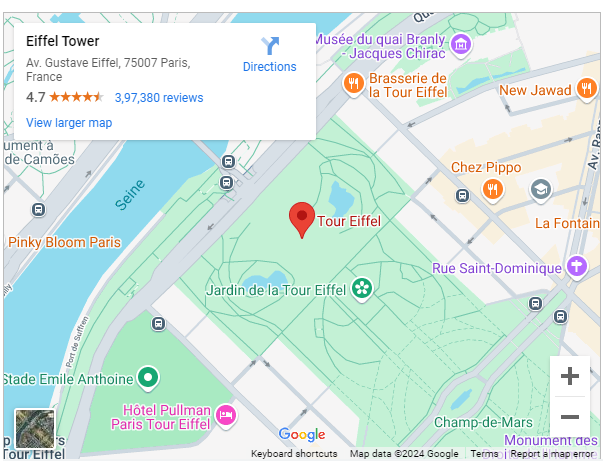 Eiffel Tower
Av. Gustave Eiffel, 75007 Paris,
France
4.7
3,97,380 reviews
View larger map
Directions
Musée du quai Branly
- Jacques Chirac
Brasserie de
la Tour Eiffel
New Jawad
Av. Rapp
ument à
de Camões
Chez Pippo
Seine
La Fontain
Tour Eiffel
Pinky Bloom Paris
Rue Saint-Dominique
Jardin de la Tour Eiffel
Port de Suffren
Stade Emile Anthoine
Hôtel Pullman
Paris Tour Eiffel
Champ-de-Mars
Google
Monument des
Tour Eiffel
Keyboard shortcuts
Map data ©2024 Google
Terms
Report a map error